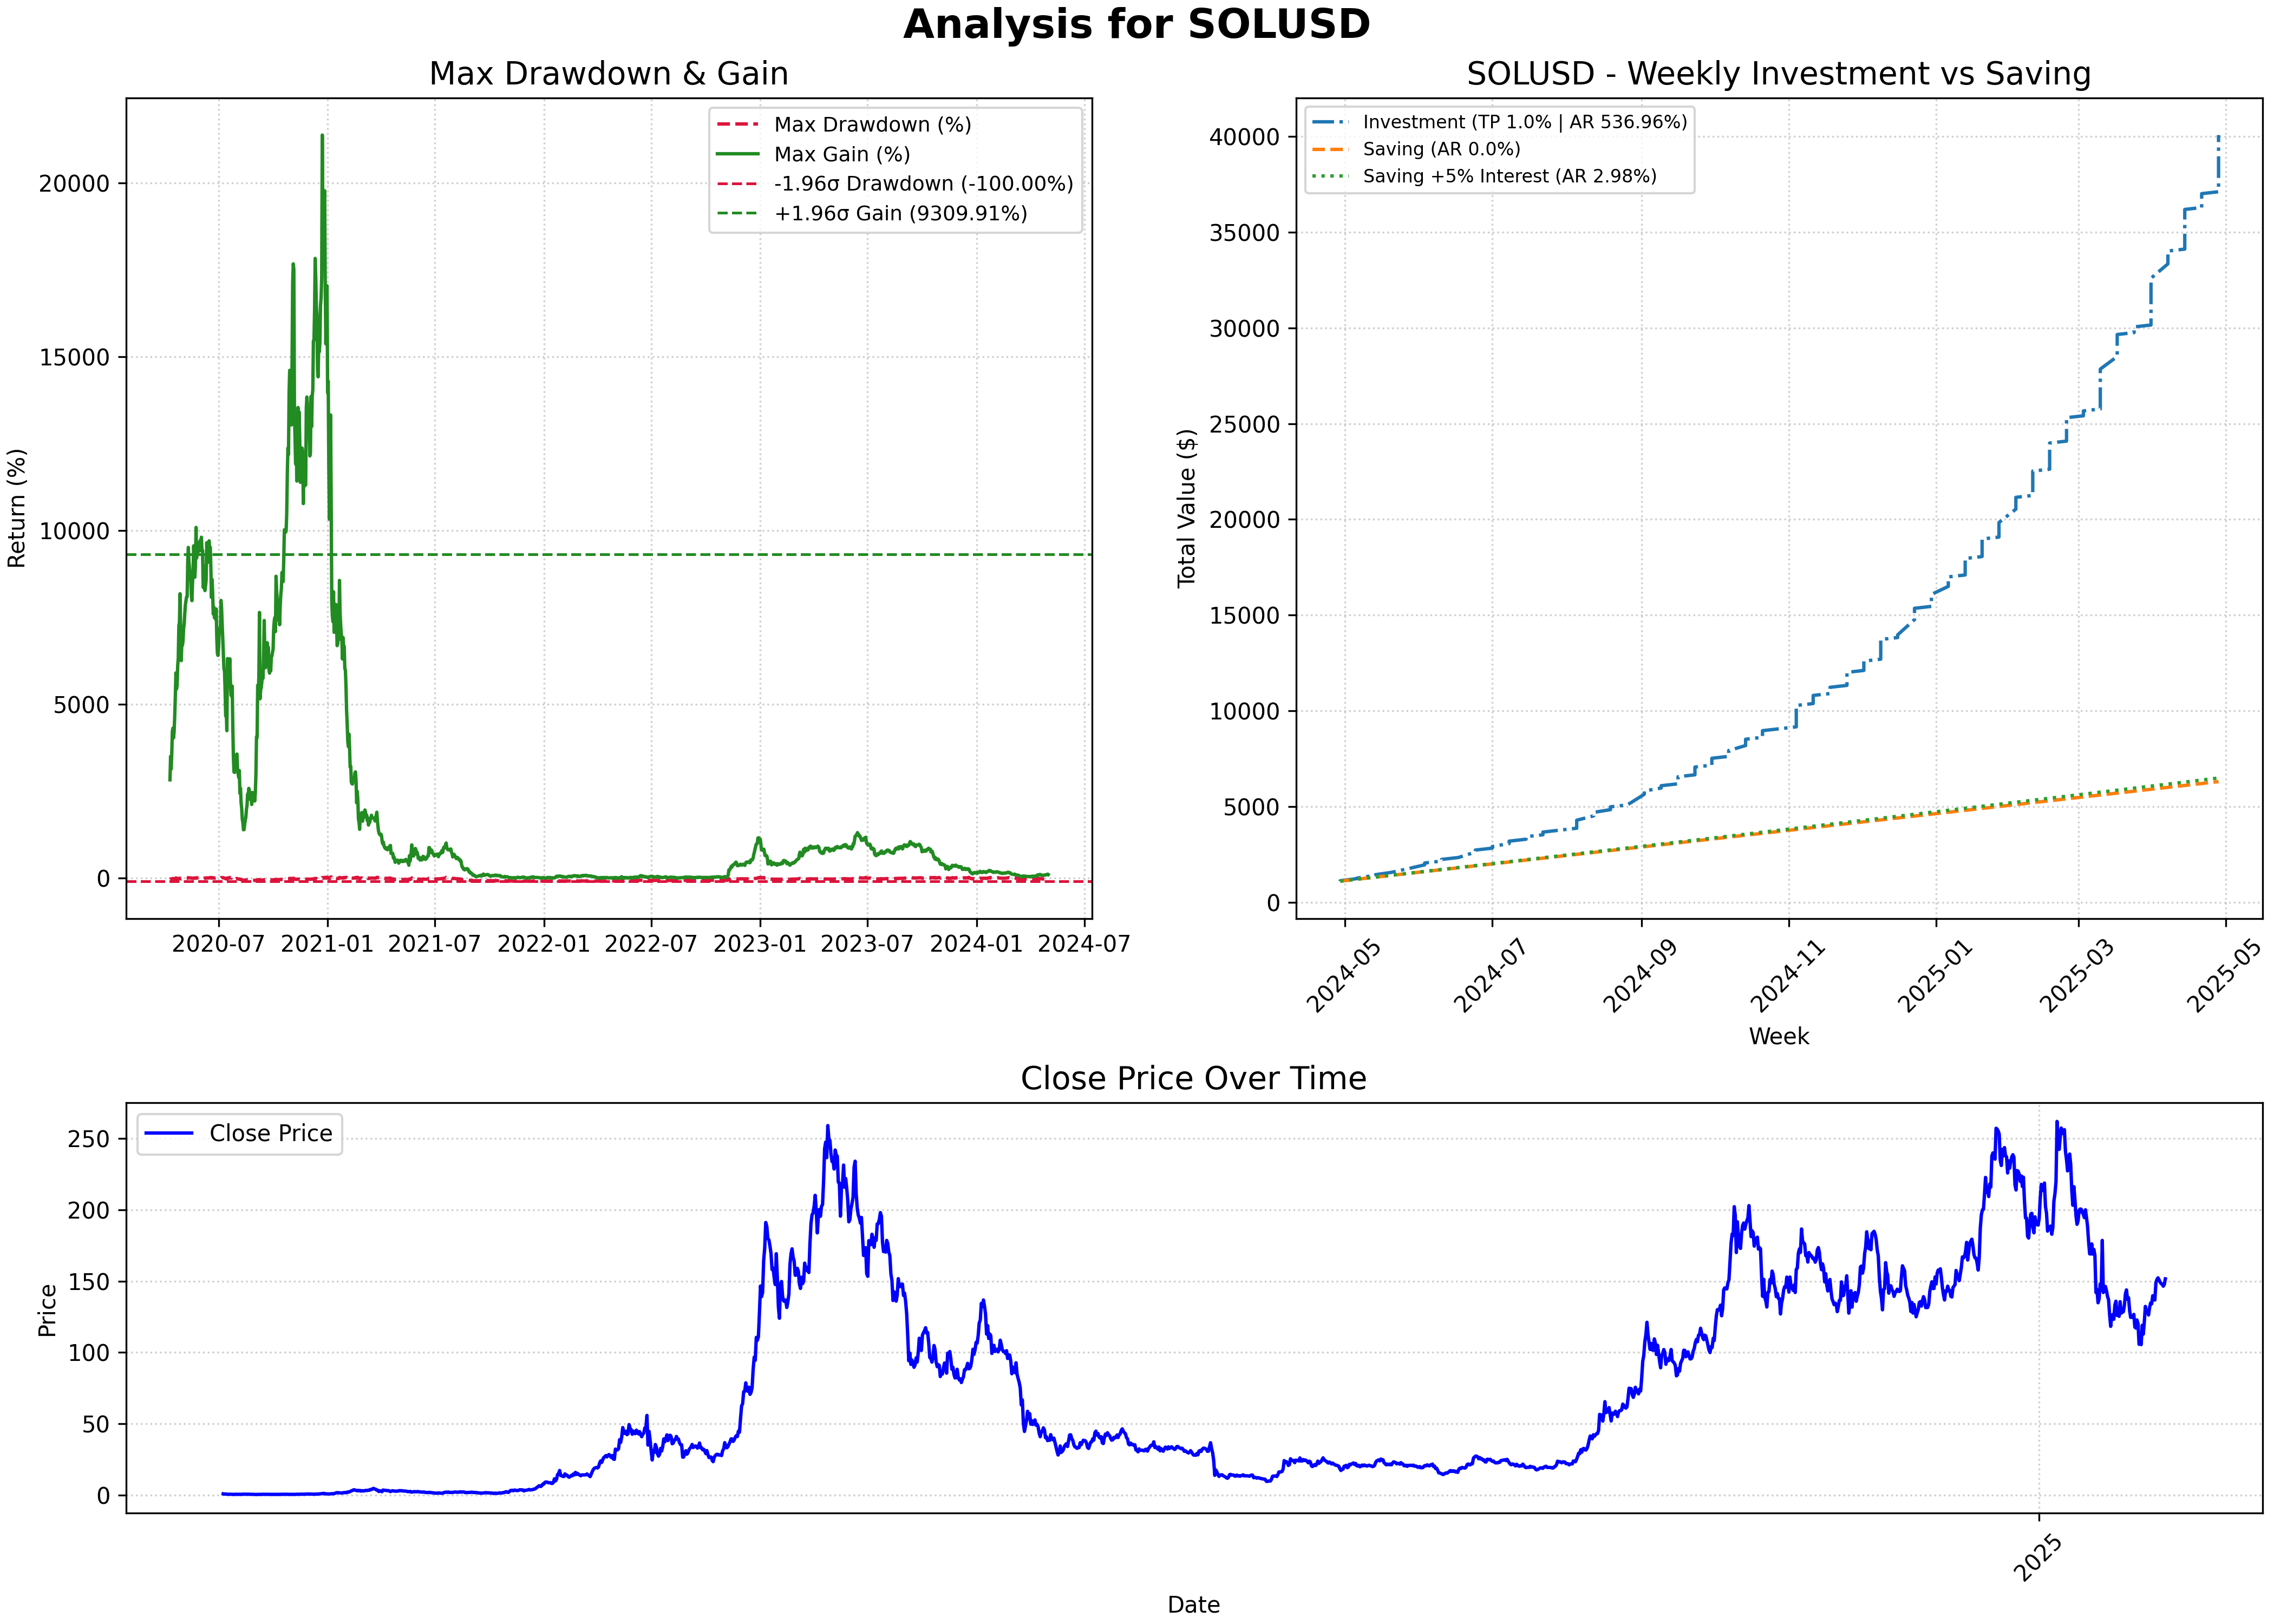 Analysis for SOLUSD
Max Drawdown & Gain
Return (%)
20000
15000
10000
5000
0
Max Drawdown (%)
Max Gain (%)
-1.96σ Drawdown (-100.00%)
+1.96σ Gain (9309.91%)
2020-07 2021-01 2021-07 2022-01 2022-07 2023-01 2023-07 2024-01 2024-07
SOLUSD - Weekly Investment vs Saving
Total Value ($)
40000
35000
30000
25000
20000
15000
10000
5000
0
Investment (TP 1.0% | AR 536.96%)
Saving (AR 0.0%)
Saving +5% Interest (AR 2.98%)
2024-05 2024-07 2024-09 2024-11 2025-01 2025-03 2025-05
Week
Close Price Over Time
Price
250
200
150
100
50
0
Close Price
2025
Date